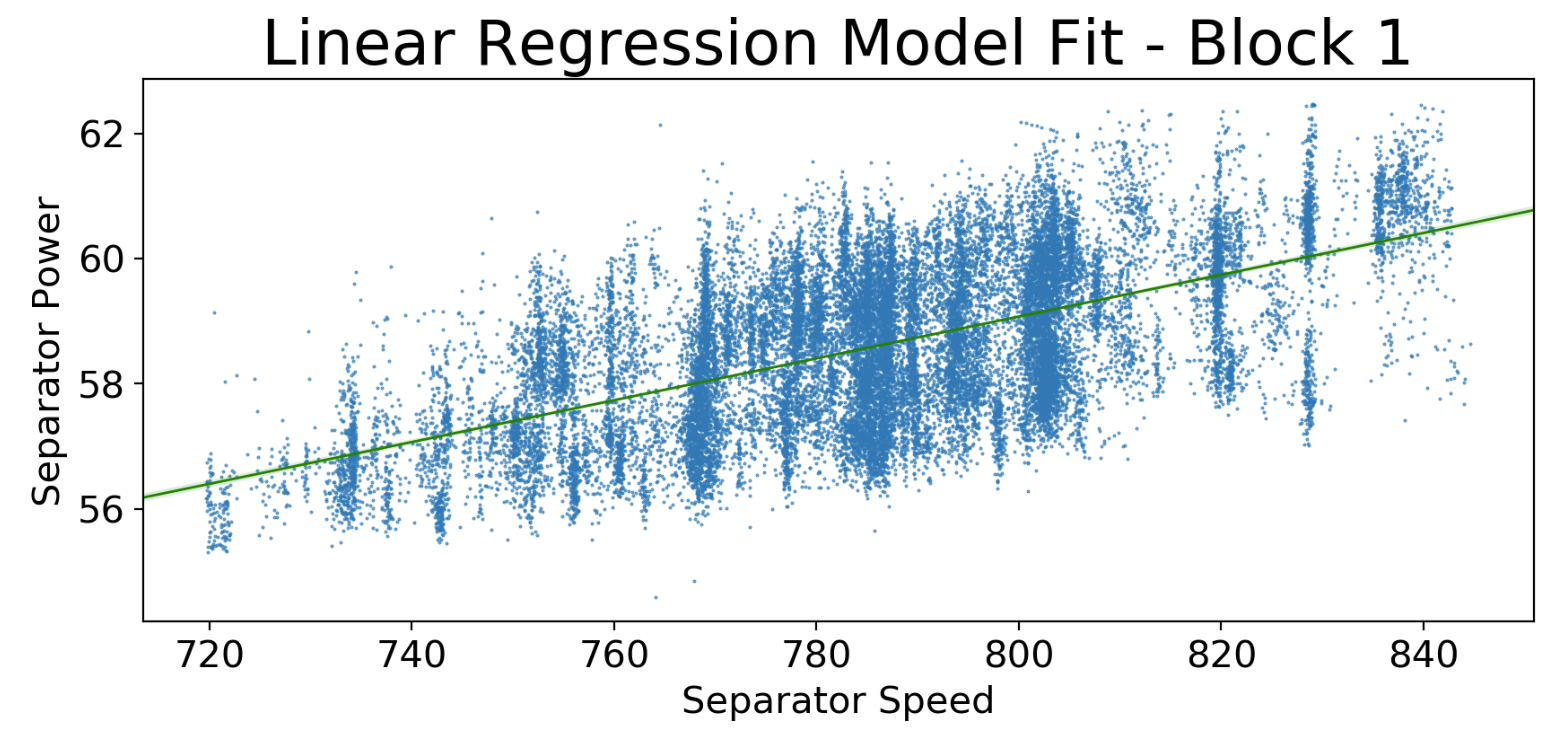 Linear Regression Model Fit - Block 1
62
60
58
56
Separator Power
720 740 760 780 800 820 840
Separator Speed